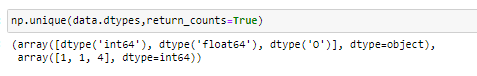 np.unique(data.dtypes,return_counts=True)
(array([dtype('int64'), dtype('float64'), dtype('O')], dtype=object),
array([1, 1, 4], dtype=int64))